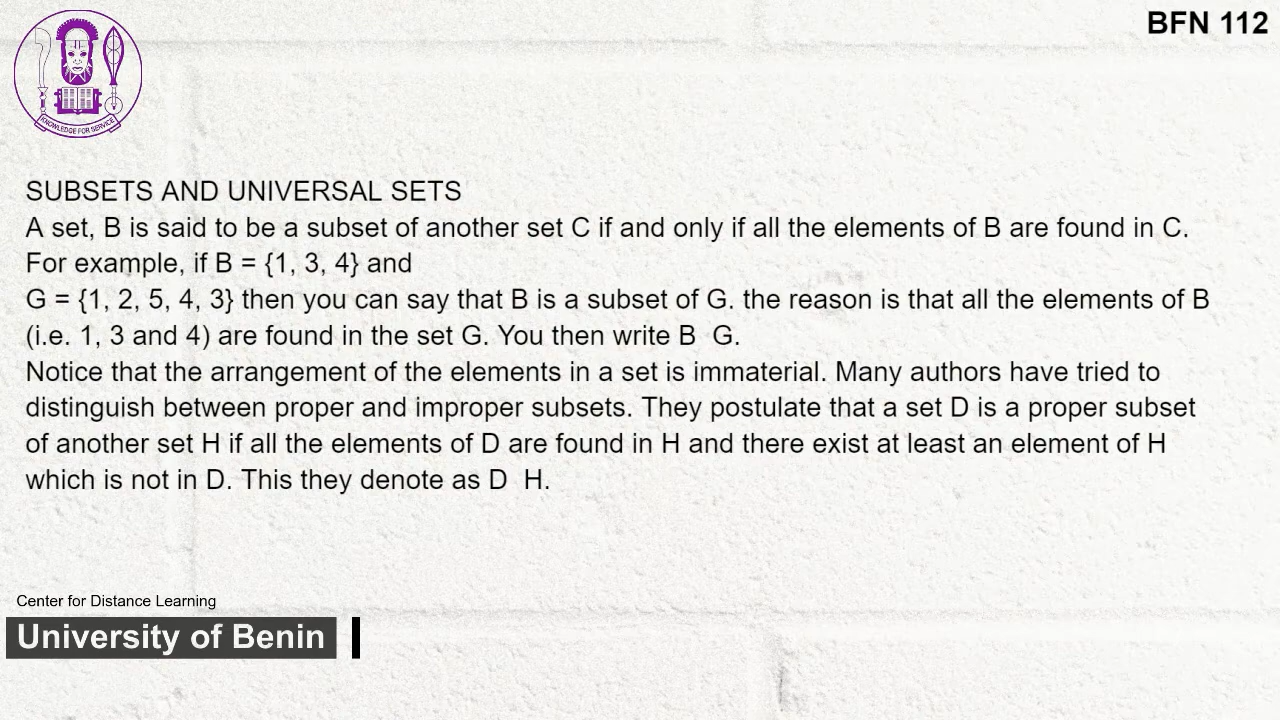 BFN 112
KNOWLEDGE FOR SERVICE
SUBSETS AND UNIVERSAL SETS
A set, B is said to be a subset of another set C if and only if all the elements of B are found in C.
For example, if B = {1, 3, 4} and
G = {1, 2, 5, 4, 3} then you can say that B is a subset of G. the reason is that all the elements of B
(i.e. 1, 3 and 4) are found in the set G. You then write B  G.
Notice that the arrangement of the elements in a set is immaterial. Many authors have tried to
distinguish between proper and improper subsets. They postulate that a set D is a proper subset
of another set H if all the elements of D are found in H and there exist at least an element of H
which is not in D. This they denote as D  H.
Center for Distance Learning
University of Benin